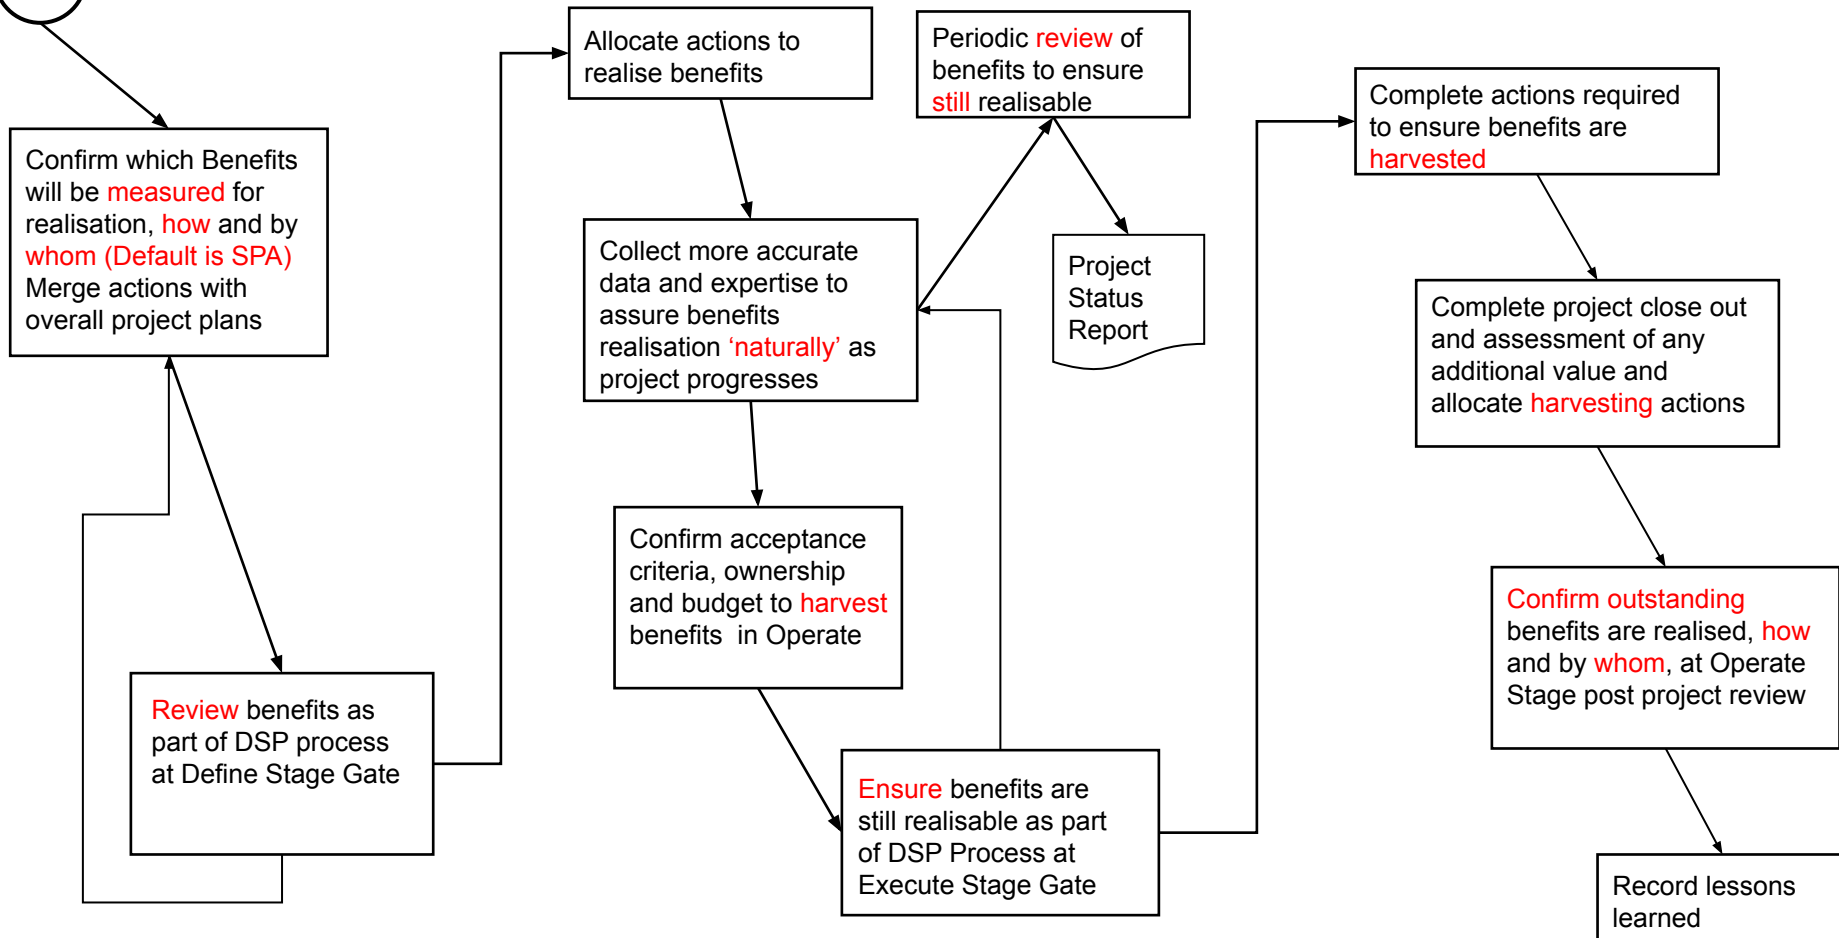 Confirm which Benefits
will be measured for
realisation, how and by
whom (Default is SPA)
Merge actions with
overall project plans
Review benefits as
part of DSP process
at Define Stage Gate
Allocate actions to
realise benefits
Collect more accurate
data and expertise to
assure benefits
realisation ‘naturally’ as
project progresses
Confirm acceptance
criteria, ownership
and budget to harvest
benefits  in Operate
Periodic review of
benefits to ensure
still realisable
Project
Status
Report
Ensure benefits are
still realisable as part
of DSP Process at
Execute Stage Gate
Complete actions required
to ensure benefits are
harvested
Complete project close out
and assessment of any
additional value and
allocate harvesting actions
Confirm outstanding
benefits are realised, how
and by whom, at Operate
Stage post project review
Record lessons
learned